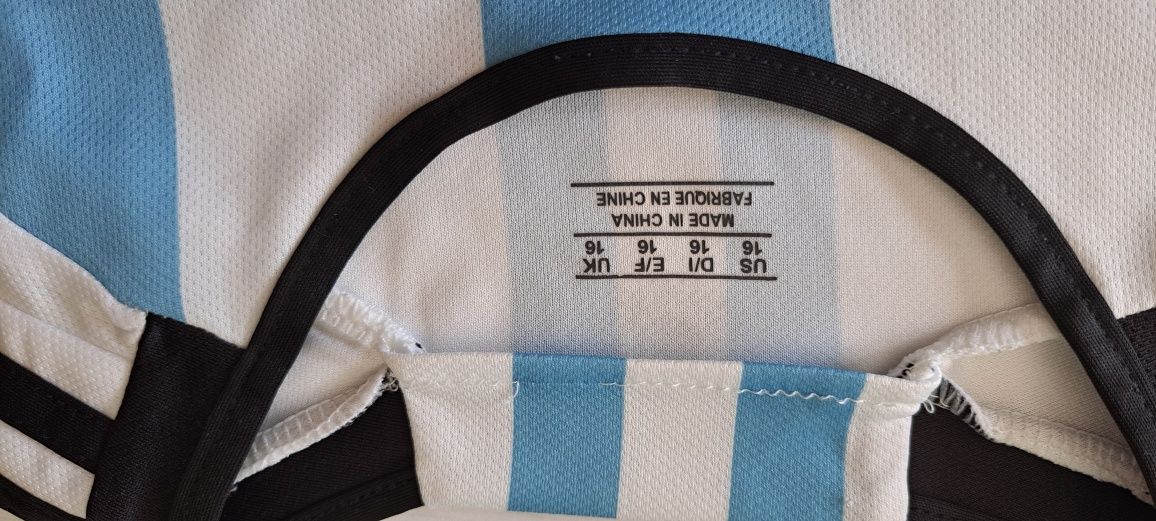 US D/I E/F UK
16 16 16 16
MADE IN CHINA
FABRIQUE EN CHINE